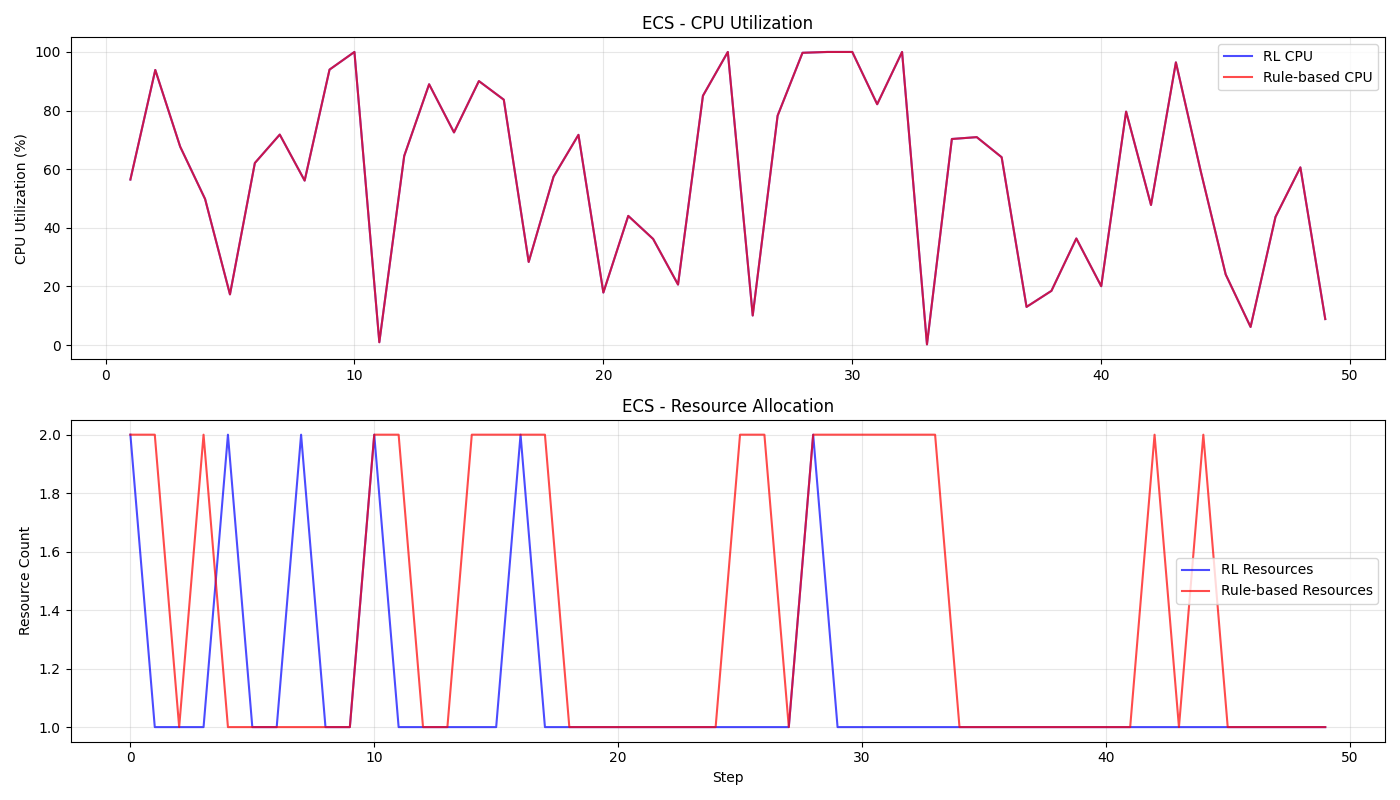 ECS - CPU Utilization
CPU Utilization (%)
100
80
60
40
20
0
RL CPU
Rule-based CPU
0 10 20 30 40 50
ECS - Resource Allocation
Resource Count
2.0
1.8
1.6
1.4
1.2
1.0
RL Resources
Rule-based Resources
0 10 20 30 40 50
Step